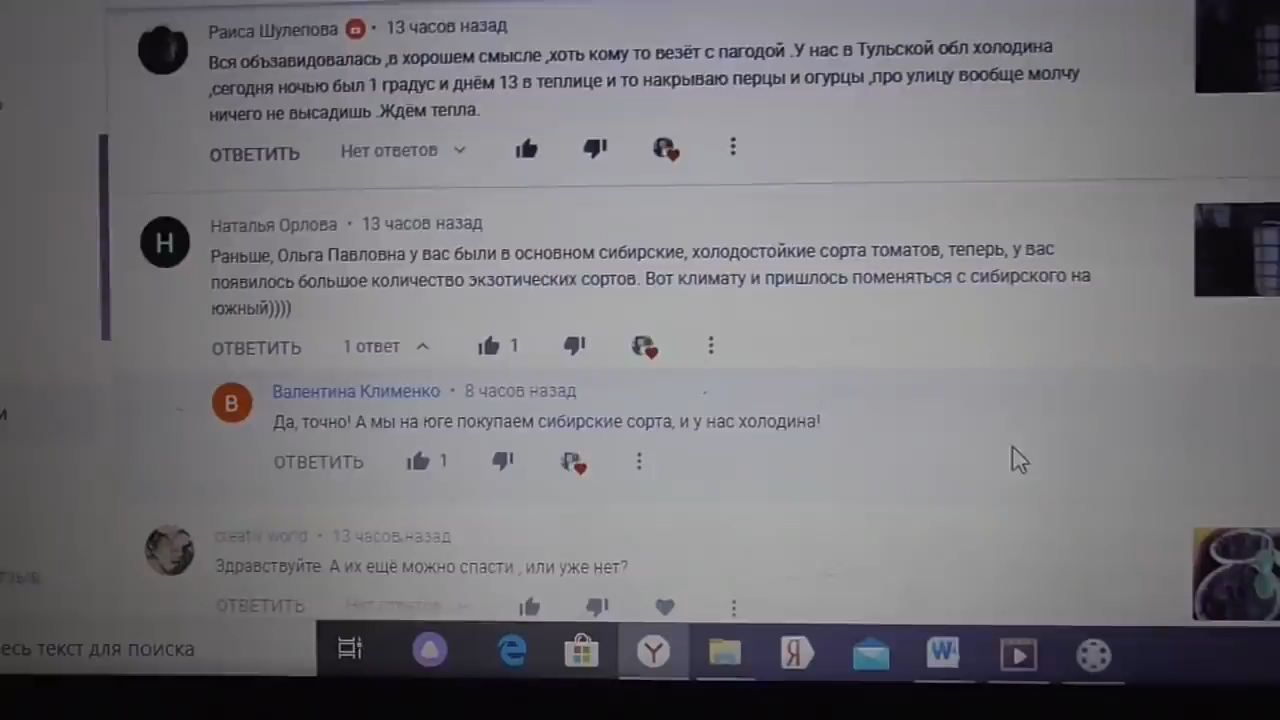 Раиса Шулепова • 13 часов назад
Вся объзавидовалась ,в хорошем смысле ,хоть кому то везёт с пагодой .У нас в Тульской обл холодина
,сегодня ночью был 1 градус и днём 13 в теплице и то накрываю перцы и огурцы ,про улицу вообще молчу
ничего не высадишь .Ждём тепла.
ОТВЕТИТЬ Нет ответов
Н
Наталья Орлова • 13 часов назад
Раньше, Ольга Павловна у вас были в основном сибирские, холодостойкие сорта томатов, теперь, у вас
появилось большое количество экзотических сортов. Вот климату и пришлось поменяться с сибирского на
южный))))
ОТВЕТИТЬ 1 ответ 1
В
Валентина Клименко • 8 часов назад
Да, точно! А мы на юге покупаем сибирские сорта, и у нас холодина!
ОТВЕТИТЬ 1
creativ world • 13 часов назад
Здравствуйте. А их ещё можно спасти , или уже нет?
ОТВЕТИТЬ Нет ответов
есь текст для поиска